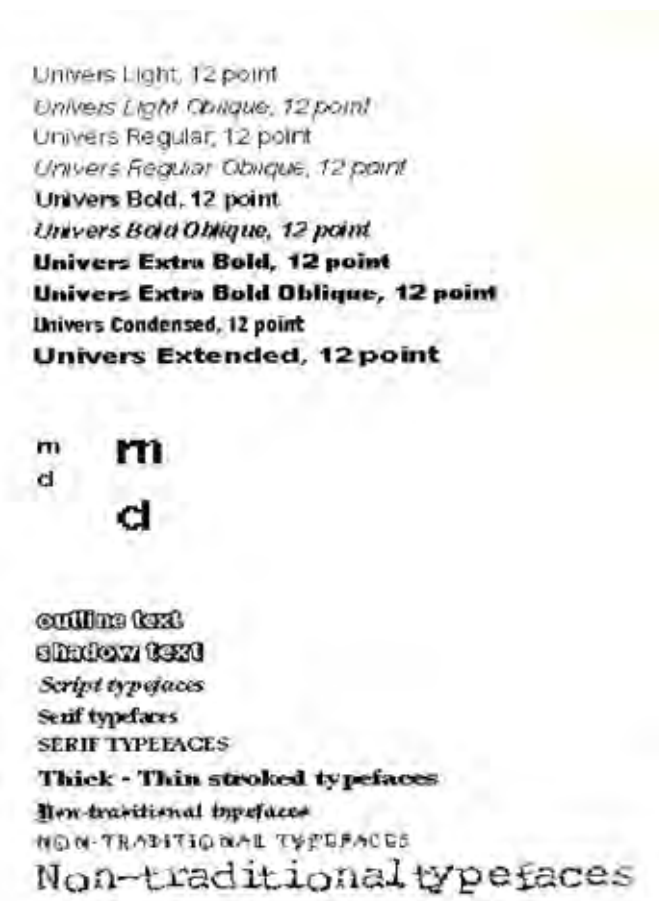 Univers Light, 12 point
Univers Light Oblique, 12 point
Univers Regular, 12 point
Univers Regular Oblique, 12 point
Univers Bold, 12 point
Univers Bold Oblique, 12 point
Univers Extra Bold, 12 point
Univers Extra Bold Oblique, 12 point
Univers Condensed, 12 point
Univers Extended, 12 point
m m
d
d
outline text
shadow text
Script typefaces
Serif typefaces
SERIF TYPEFACES
Thick - Thin stroked typefaces
Non-traditional typefaces
NON-TRADITIONAL TYPEFACES
Non-traditional typefaces